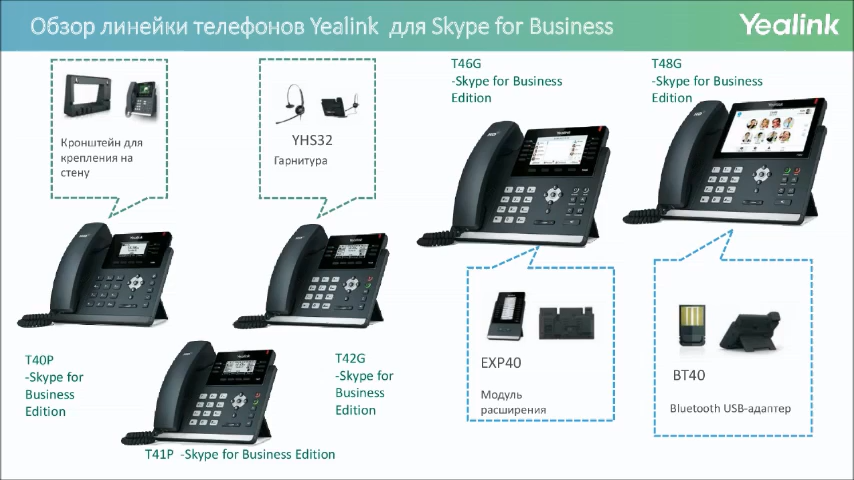 Обзор линейки телефонов Yealink для Skype for Business
Yealink
Кронштейн для
крепления на
стену
YHS32
Гарнитура
T46G
-Skype for Business
Edition
T48G
-Skype for Business
Edition
T40P
-Skype for
Business
Edition
T42G
-Skype for
Business
Edition
T41P -Skype for Business Edition
EXP40
Модуль
расширения
BT40
Bluetooth USB-адаптер